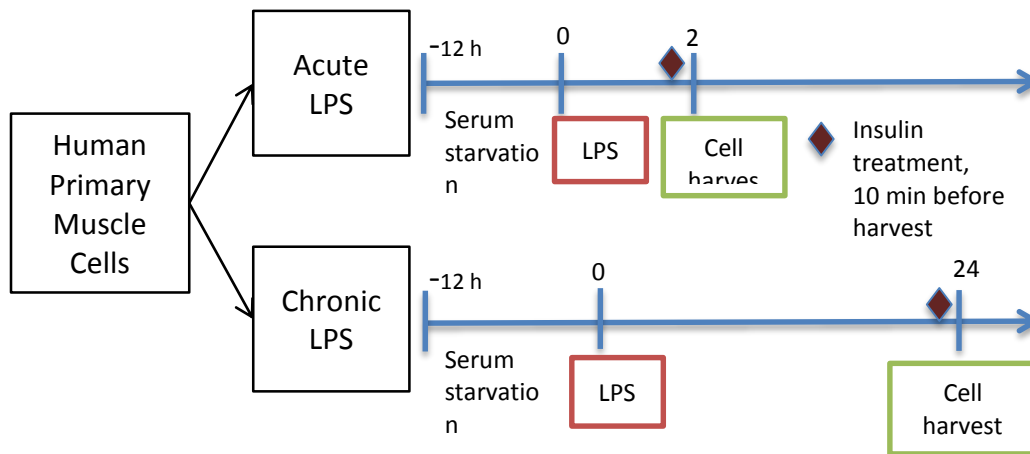 Human
Primary
Muscle
Cells
Acute
LPS
-12 h
0
2
Serum
starvatio
n
LPS
Cell
harves
Insulin
treatment,
10 min before
harvest
Chronic
LPS
-12 h
0
24
Serum
starvatio
n
LPS
Cell
harvest